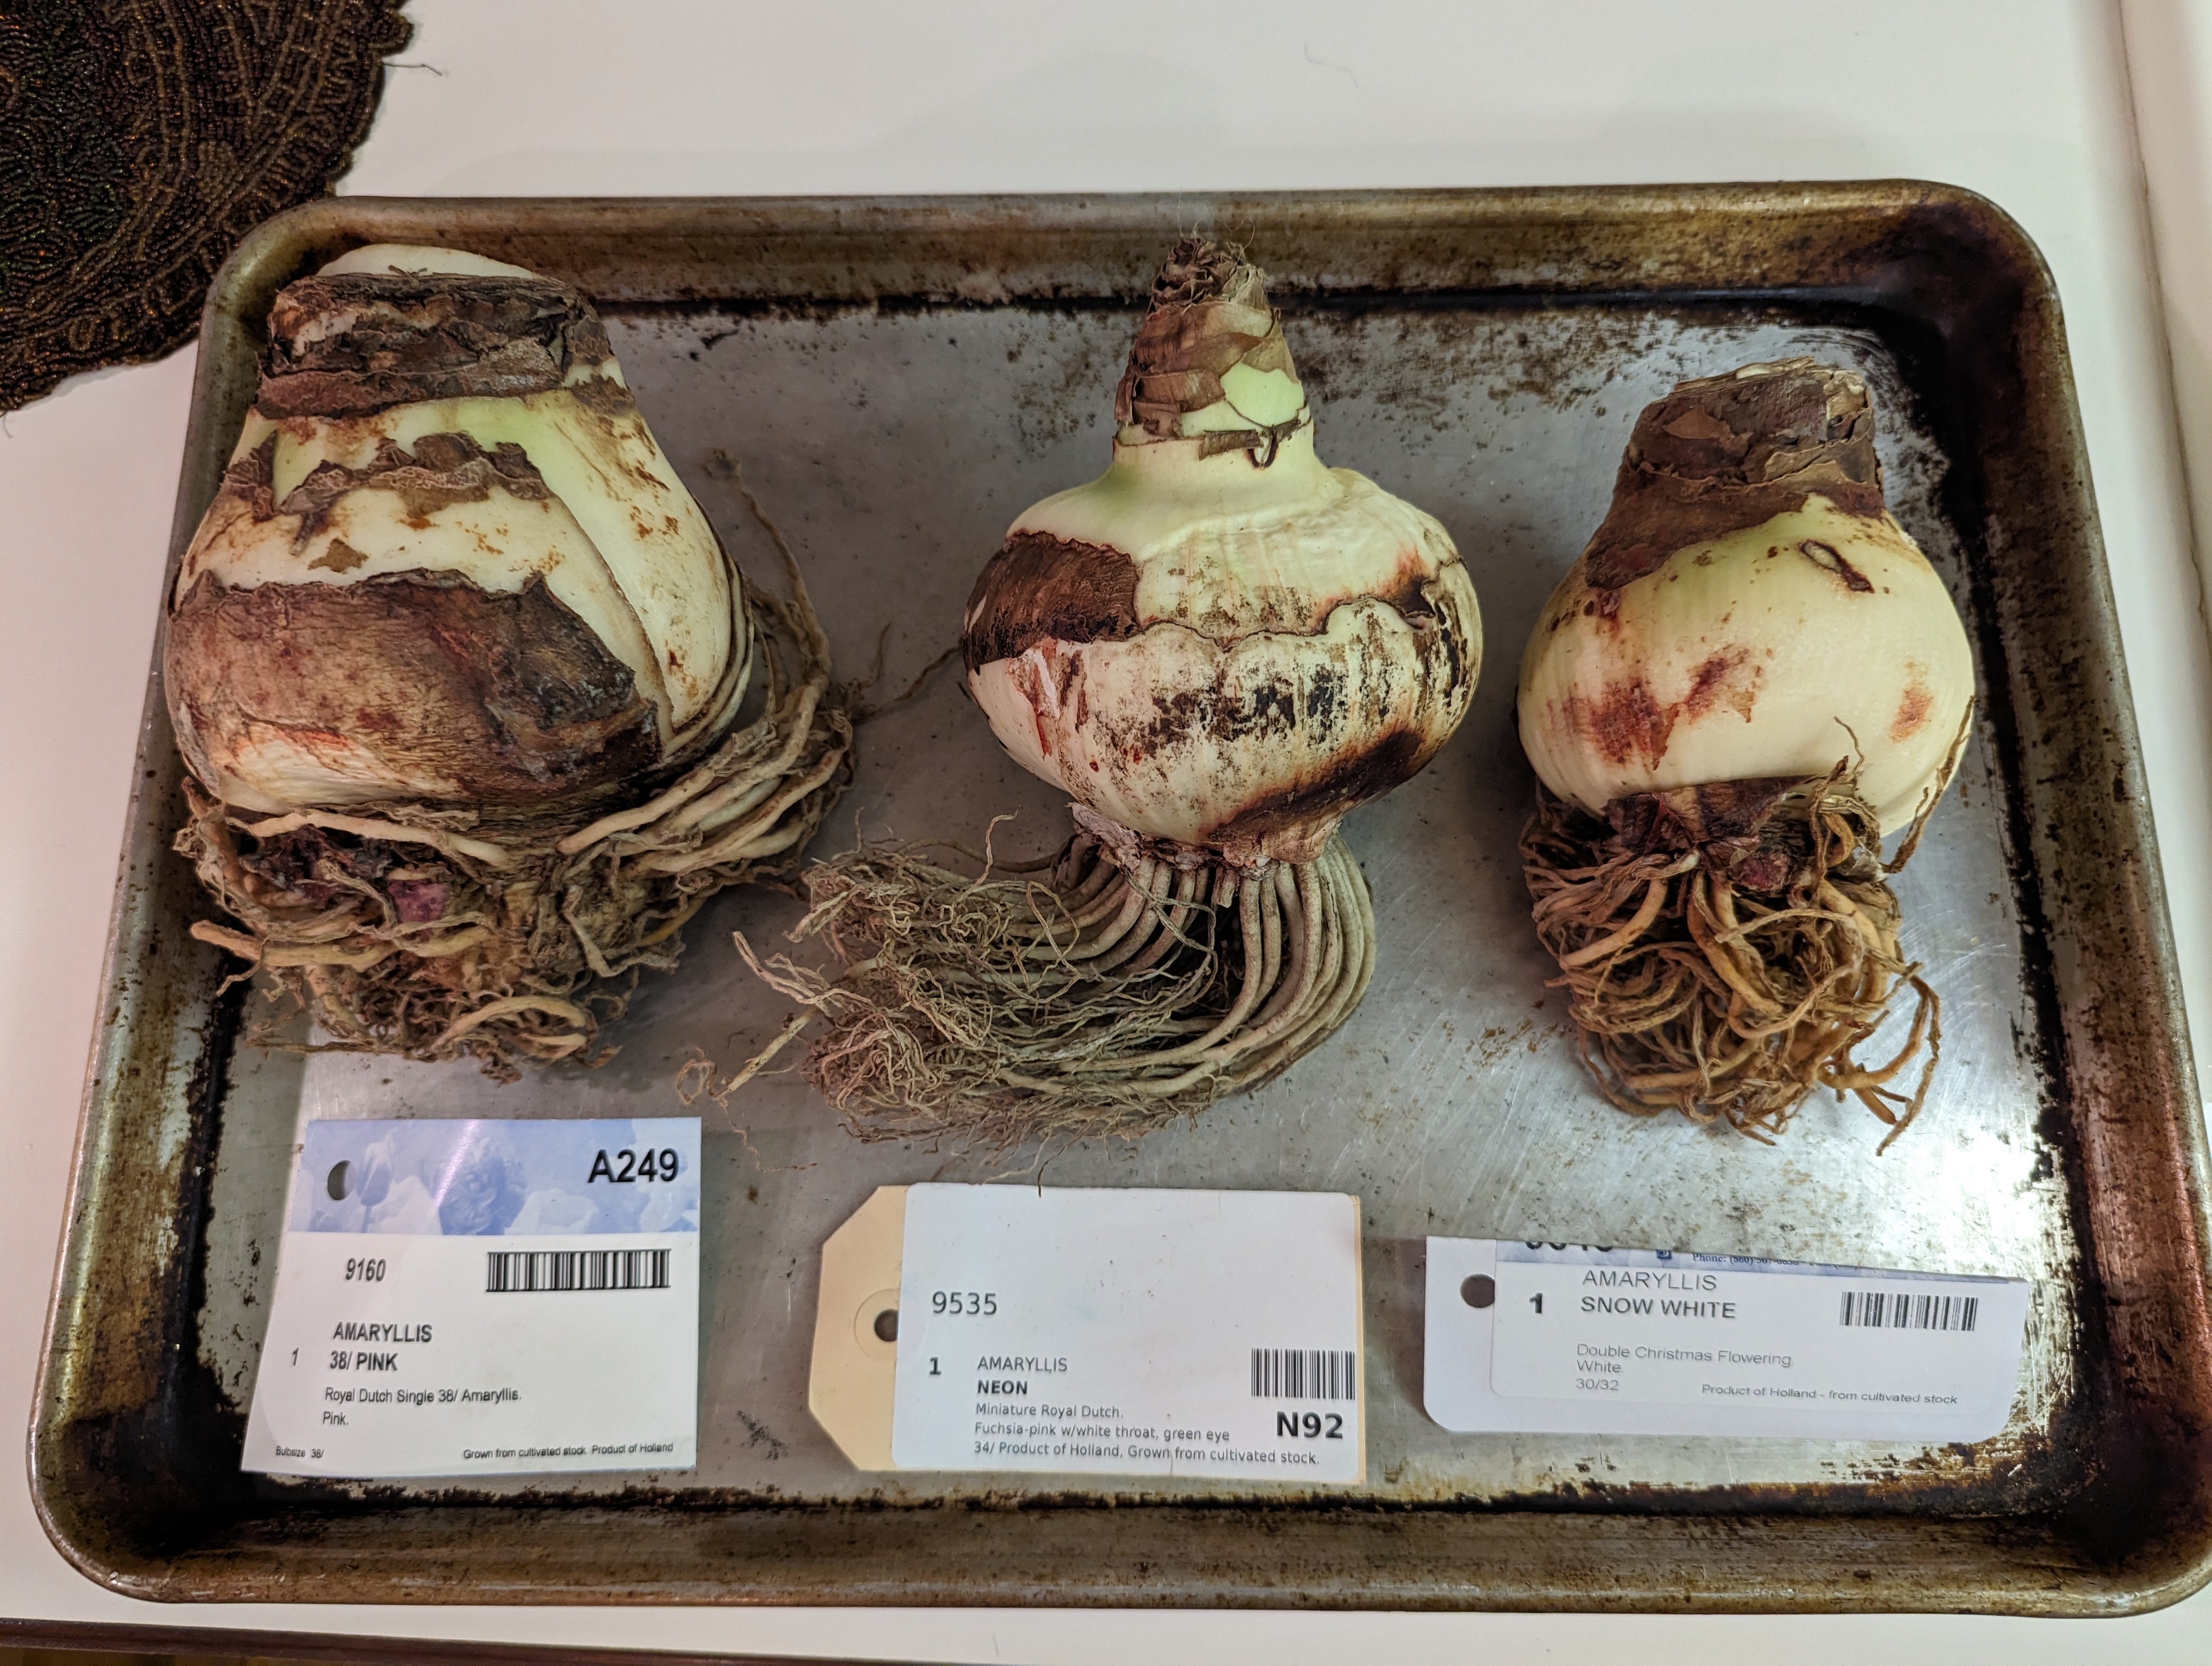 A249
9160
AMARYLLIS
1 38/ PINK
Royal Dutch Single 38/ Amaryllis.
Pink.
Bulbsize 38/ Grown from cultivated stock. Product of Holland
9535
1 AMARYLLIS
NEON
Miniature Royal Dutch.
Fuchsia-pink w/white throat, green eye
34/ Product of Holland. Grown from cultivated stock.
N92
Phone: (860)
AMARYLLIS
1 SNOW WHITE
Double Christmas Flowering
White
30/32 Product of Holland - from cultivated stock